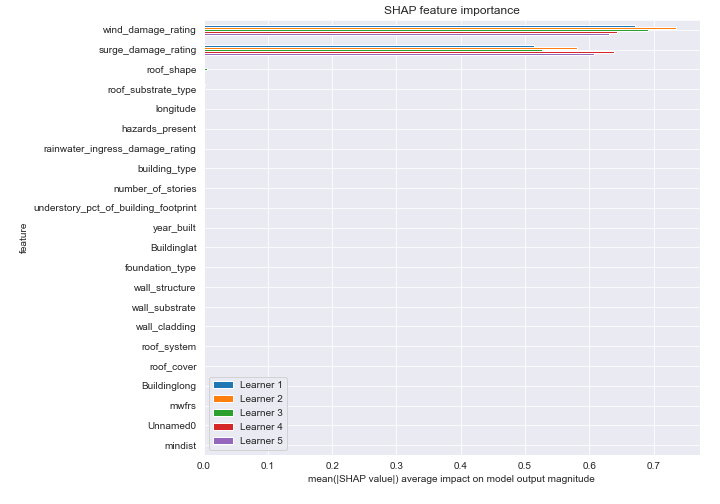 SHAP feature importance
wind_damage_rating
surge_damage_rating
roof_shape
roof_substrate_type
longitude
hazards_present
rainwater_ingress_damage_rating
building_type
number_of_stories
understory_pct_of_building_footprint
year_built
Buildinglat
foundation_type
wall_structure
wall_substrate
wall_cladding
roof_system
roof_cover
Buildinglong
mwfrs
Unnamed0
mindist
feature
Learner 1
Learner 2
Learner 3
Learner 4
Learner 5
0.0 0.1 0.2 0.3 0.4 0.5 0.6 0.7
mean(|SHAP value|) average impact on model output magnitude